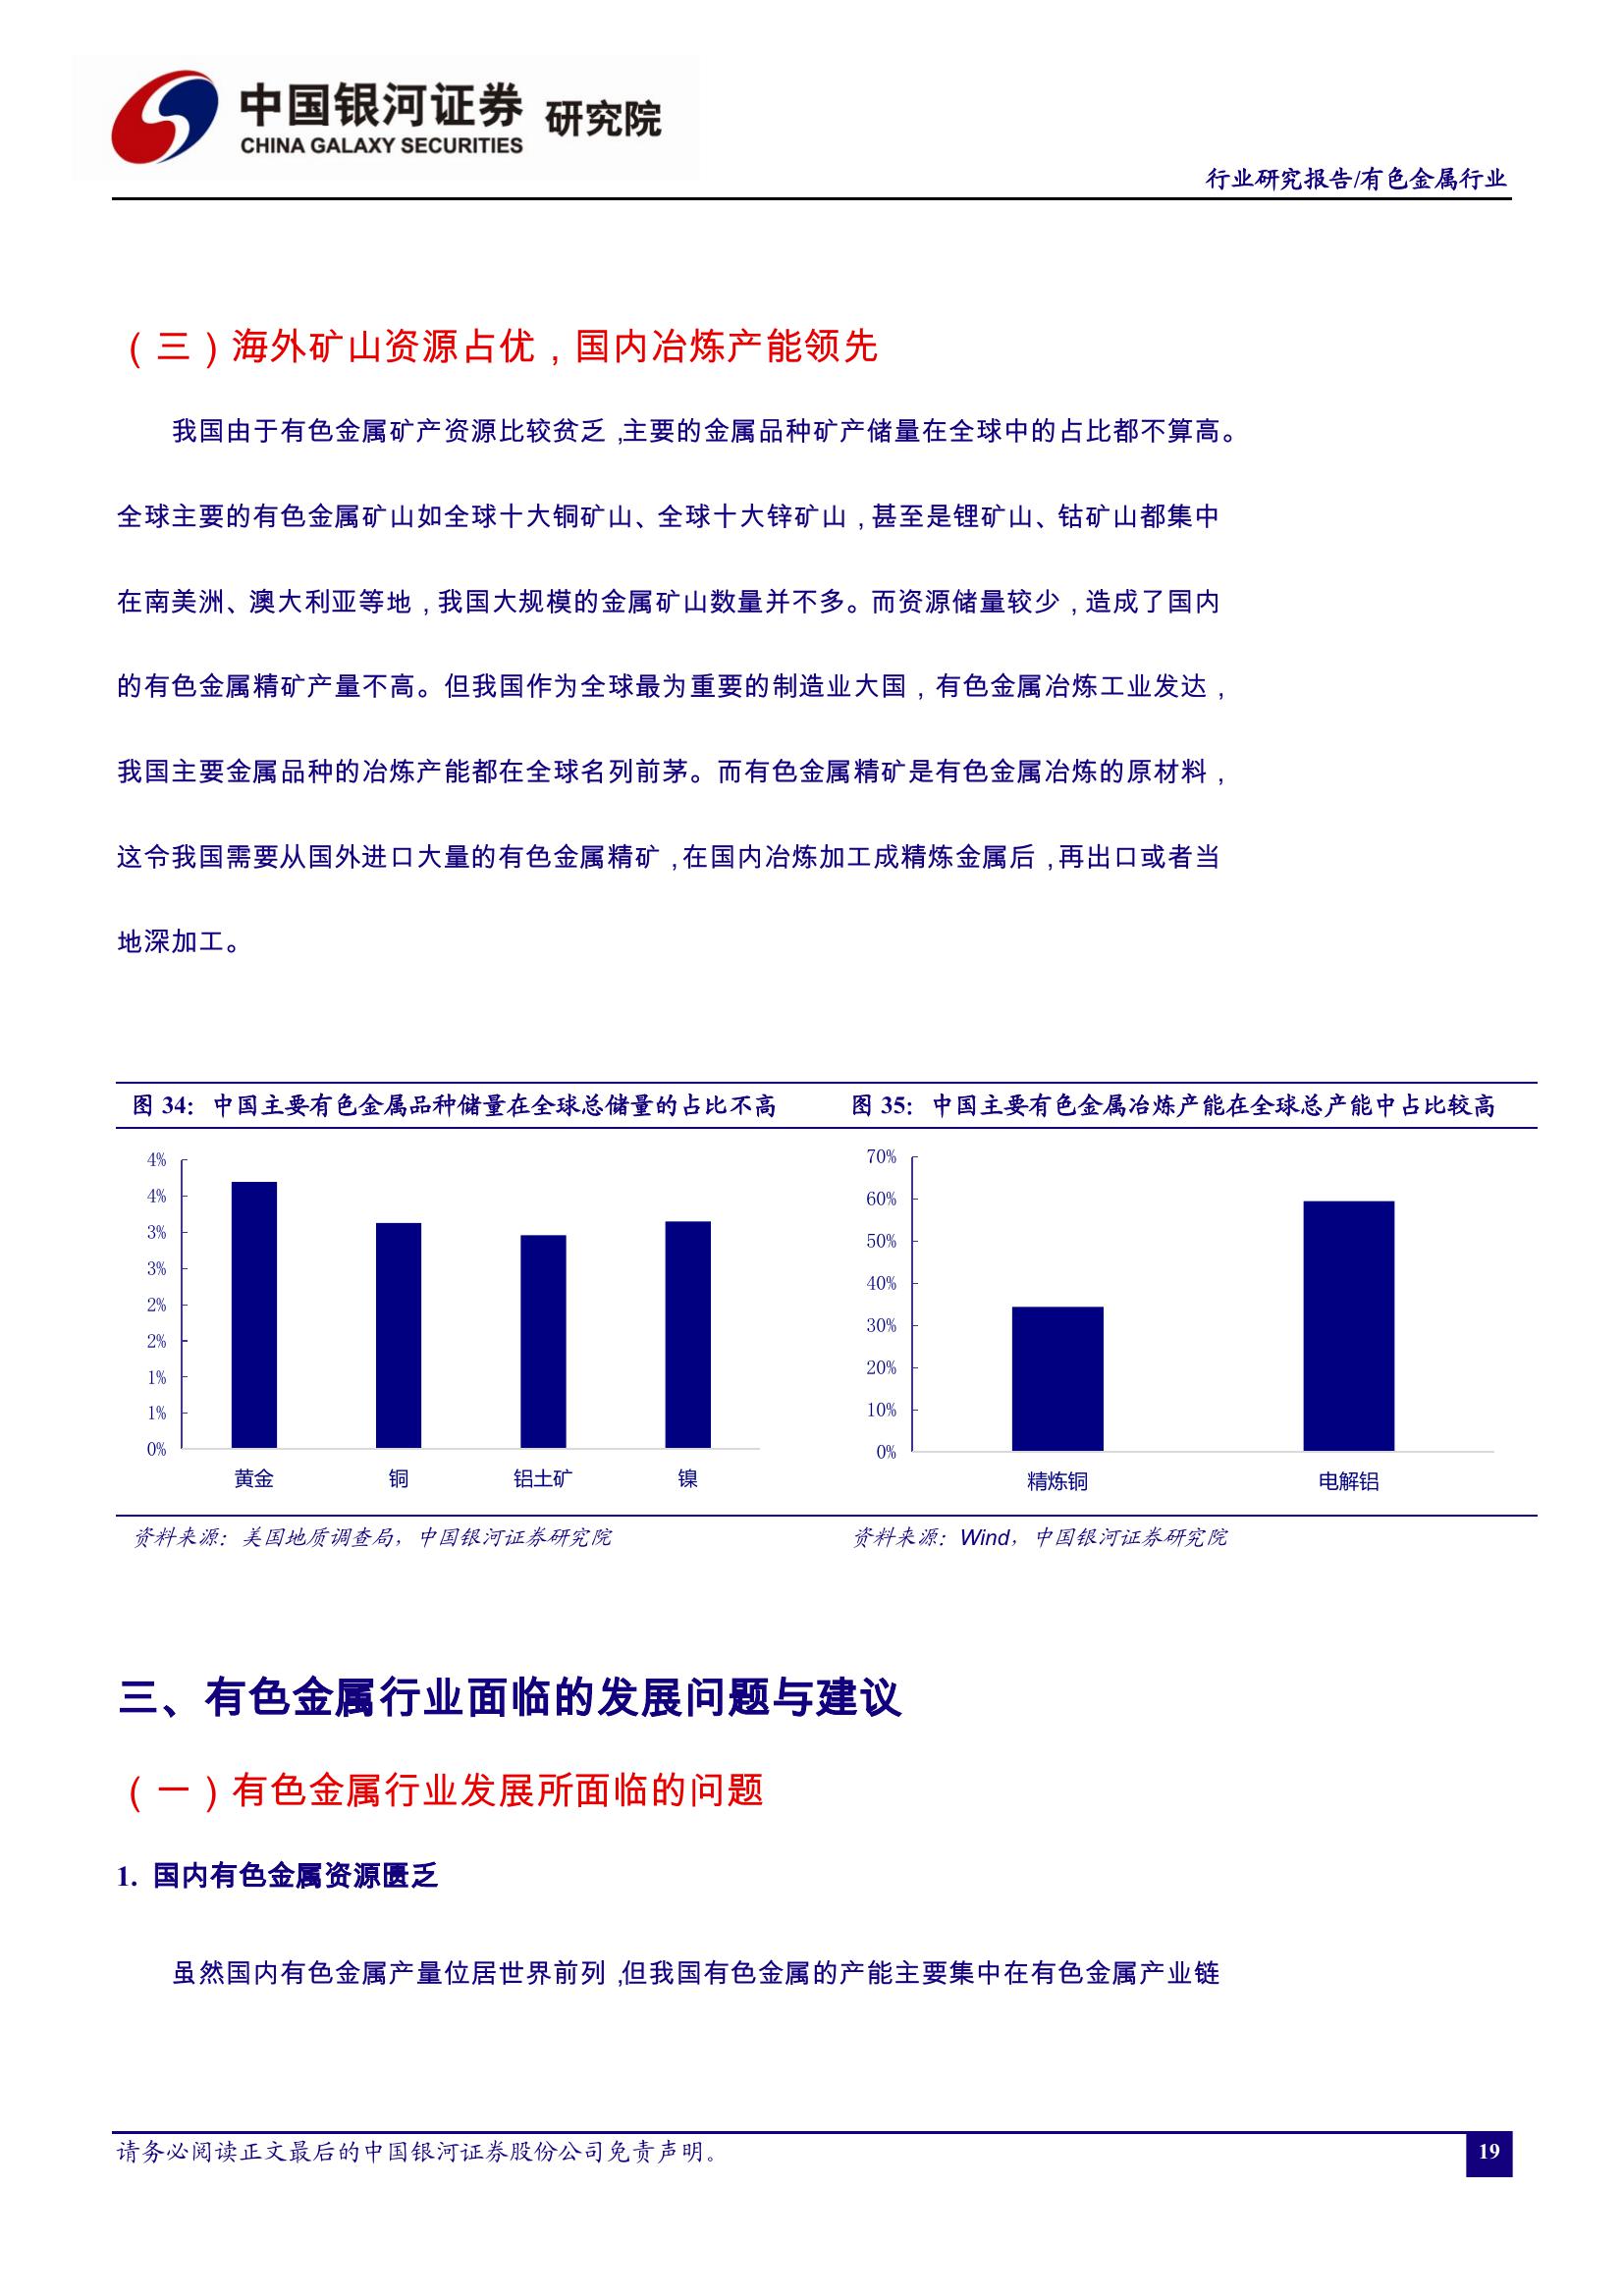 中国银河证券 研究院
CHINA GALAXY SECURITIES
行业研究报告/有色金属行业
（三）海外矿山资源占优，国内冶炼产能领先
我国由于有色金属矿产资源比较贫乏，主要的金属品种矿产储量在全球中的占比都不算高。
全球主要的有色金属矿山如全球十大铜矿山、全球十大锌矿山，甚至是锂矿山、钴矿山都集中
在南美洲、澳大利亚等地，我国大规模的金属矿山数量并不多。而资源储量较少，造成了国内
的有色金属精矿产量不高。但我国作为全球最为重要的制造业大国，有色金属冶炼工业发达，
我国主要金属品种的冶炼产能都在全球名列前茅。而有色金属精矿是有色金属冶炼的原材料，
这令我国需要从国外进口大量的有色金属精矿，在国内冶炼加工成精炼金属后，再出口或者当
地深加工。
图 34：中国主要有色金属品种储量在全球总储量的占比不高
4%
4%
3%
3%
2%
2%
1%
1%
0%
黄金 铜 铝土矿 镍
资料来源：美国地质调查局，中国银河证券研究院
图 35：中国主要有色金属冶炼产能在全球总产能中占比较高
70%
60%
50%
40%
30%
20%
10%
0%
精炼铜 电解铝
资料来源：Wind，中国银河证券研究院
三、有色金属行业面临的发展问题与建议
（一）有色金属行业发展所面临的问题
1. 国内有色金属资源匮乏
虽然国内有色金属产量位居世界前列，但我国有色金属的产能主要集中在有色金属产业链
请务必阅读正文最后的中国银河证券股份公司免责声明。
19